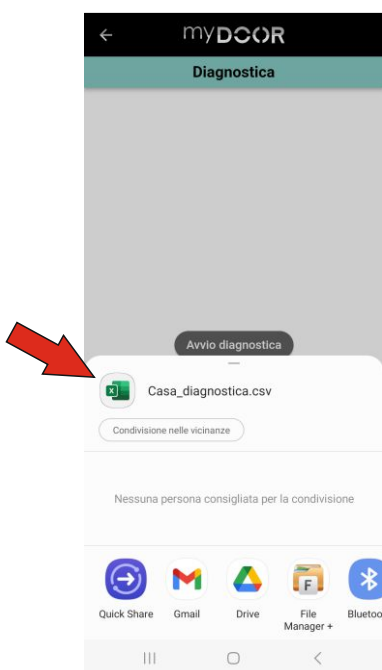 myDOOR
Diagnostica
Avvio diagnostica
Casa_diagnostica.csv
Condivisione nelle vicinanze
Nessuna persona consigliata per la condivisione
Quick Share Gmail Drive File Bluetoo
Manager +